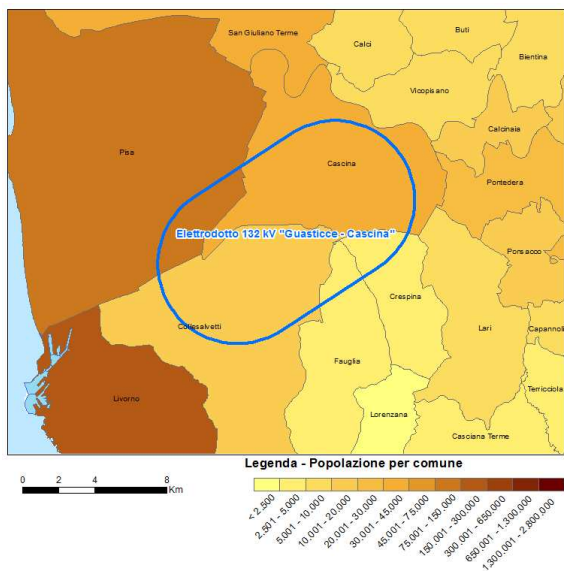 San Giuliano Terme
Calci
Buti
Bientina
Vicopisano
Calcinaia
Pisa
Cascina
Pontedera
Elettrodotto 132 kV "Guasticce - Cascina"
Ponsacco
Crespina
Collesalvetti
Lari
Capannoli
Fauglia
Terricciola
Livorno
Lorenzana
Casciana Terme
Legenda - Popolazione per comune
0 2 4 8
Km
< 2.500
2.501 - 5.000
5.001 - 10.000
10.001 - 20.000
20.001 - 30.000
30.001 - 45.000
45.001 - 75.000
75.001 - 150.000
150.001 - 300.000
300.001 - 650.000
650.001 - 1.300.000
1.300.001 - 2.800.000